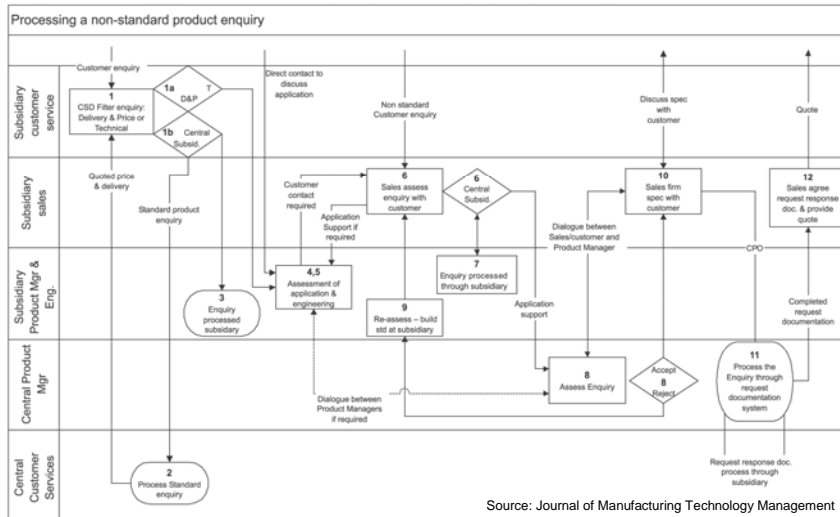 Processing a non-standard product enquiry
Subsidiary
customer
service
Customer enquiry
1
CSD Filter enquiry:
Delivery & Price or
Technical
1a
T
D&P
1b
Central
Subsid.
Direct contact to
discuss
application
Non standard
Customer enquiry
Discuss spec
with
customer
Quote
Subsidiary
sales
Quoted price
& delivery
Standard product
enquiry
Customer
contact
required
Application
Support if
required
6
Sales assess
enquiry with
customer
6
Central
Subsid.
Dialogue between
Sales/customer and
Product Manager
10
Sales firm
spec with
customer
12
Sales agree
request response
doc. & provide
quote
CPD
Subsidiary
Product Mgr &
Eng.
3
Enquiry
processed
subsidiary
4,5
Assessment of
application &
engineering
9
Re-assess – build
std at subsidiary
7
Enquiry processed
through subsidiary
Application
support
Completed
request
documentation
Central Product
Mgr
Dialogue between
Product Managers
if required
8
Assess Enquiry
Accept
8
Reject
11
Process the
Enquiry through
request
documentation
system
Central
Customer
Services
2
Process Standard
enquiry
Request response doc.
process through
subsidiary
Source: Journal of Manufacturing Technology Management